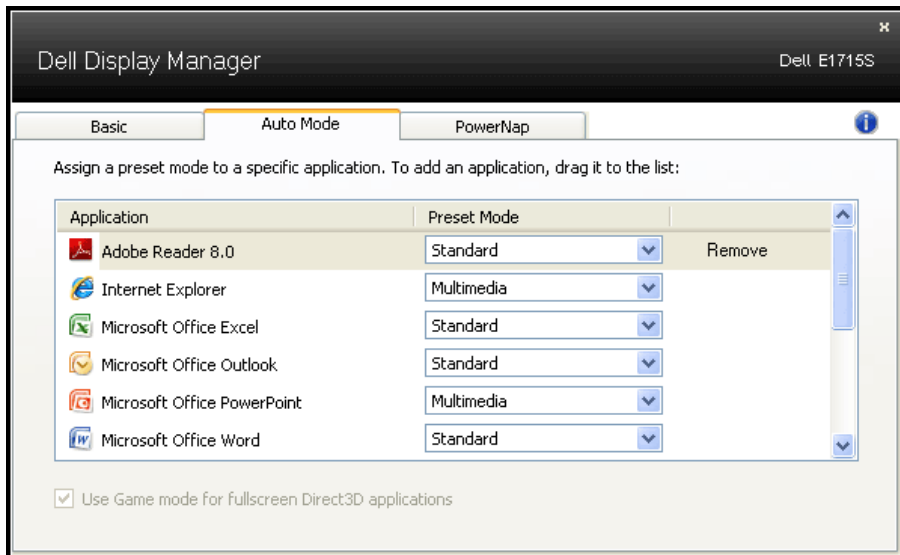 x
Dell Display Manager Dell E1715S
Basic Auto Mode PowerNap
Assign a preset mode to a specific application. To add an application, drag it to the list:
Application Preset Mode
Adobe Reader 8.0 Standard Remove
Internet Explorer Multimedia
Microsoft Office Excel Standard
Microsoft Office Outlook Standard
Microsoft Office PowerPoint Multimedia
Microsoft Office Word Standard
Use Game mode for fullscreen Direct3D applications